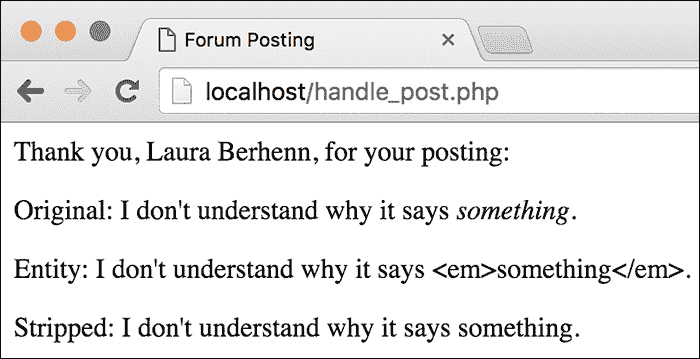 Forum Posting
localhost/handle_post.php
Thank you, Laura Berhenn, for your posting:
Original: I don't understand why it says something.
Entity: I don't understand why it says <em>something</em>.
Stripped: I don't understand why it says something.